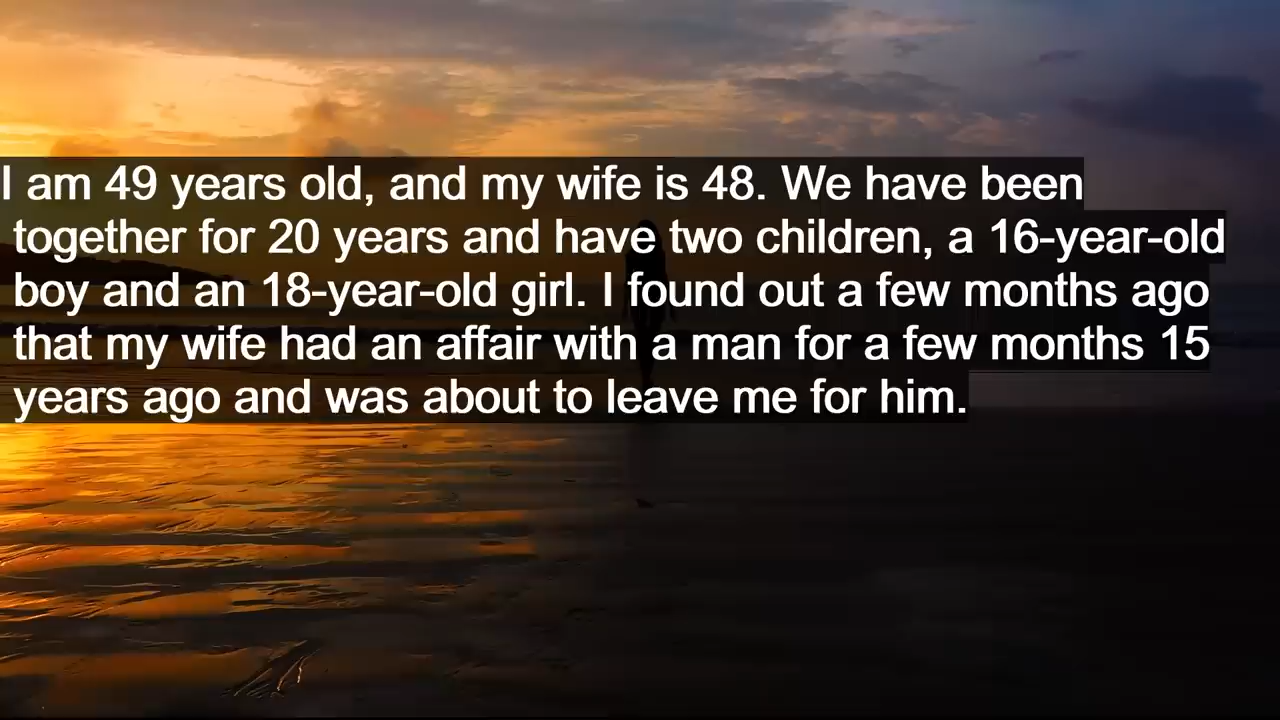 I am 49 years old, and my wife is 48. We have been
together for 20 years and have two children, a 16-year-old
boy and an 18-year-old girl. I found out a few months ago
that my wife had an affair with a man for a few months 15
years ago and was about to leave me for him.